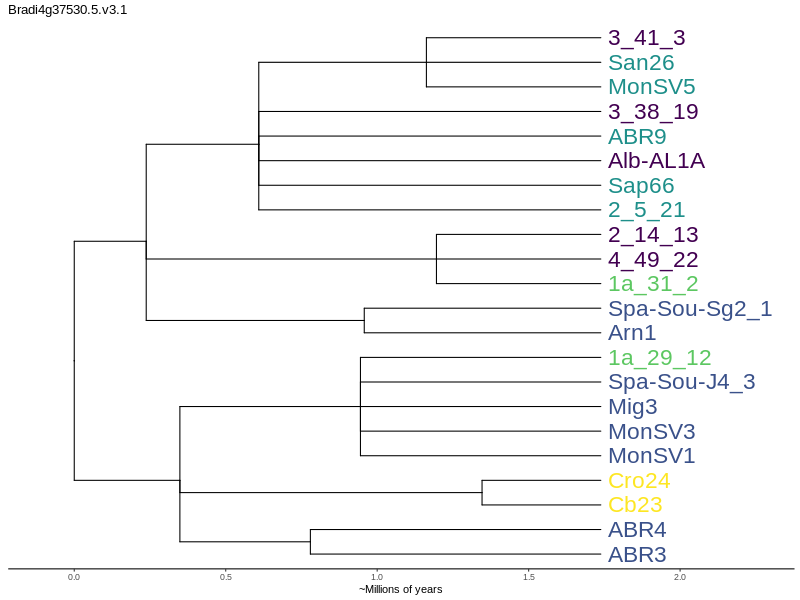 Bradi4g37530.5.v3.1
3_41_3
San26
MonSV5
3_38_19
ABR9
Alb-AL1A
Sap66
2_5_21
2_14_13
4_49_22
1a_31_2
Spa-Sou-Sg2_1
Arn1
1a_29_12
Spa-Sou-J4_3
Mig3
MonSV3
MonSV1
Cro24
Cb23
ABR4
ABR3
0.0 0.5 1.0 1.5 2.0
~Millions of years